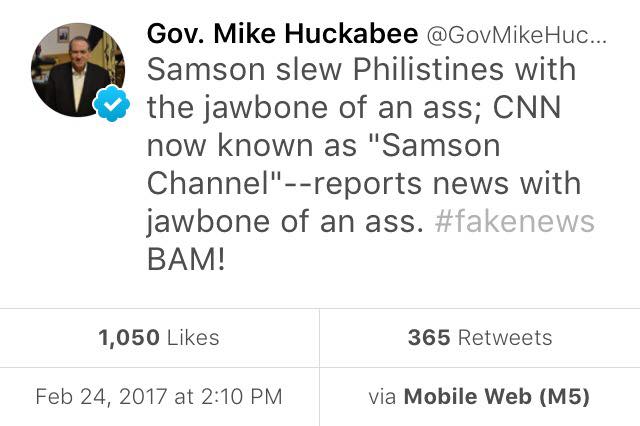 Gov. Mike Huckabee @GovMikeHuc...
Samson slew Philistines with
the jawbone of an ass; CNN
now known as "Samson
Channel"--reports news with
jawbone of an ass. #fakenews
BAM!
1,050 Likes
365 Retweets
Feb 24, 2017 at 2:10 PM
via Mobile Web (M5)